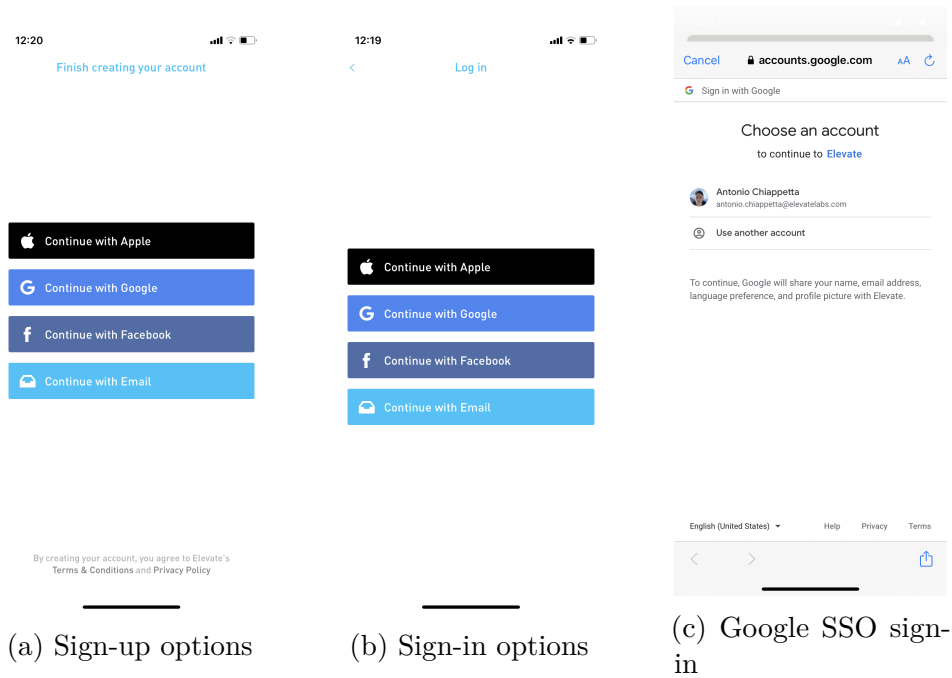 12:20
Finish creating your account
Continue with Apple
Continue with Google
Continue with Facebook
Continue with Email
By creating your account, you agree to Elevate's
Terms & Conditions and Privacy Policy
(a) Sign-up options
12:19
Log in
Continue with Apple
Continue with Google
Continue with Facebook
Continue with Email
(b) Sign-in options
Cancel accounts.google.com AA
Sign in with Google
Choose an account
to continue to Elevate
Antonio Chiappetta
antonio.chiappetta@elevatelabs.com
Use another account
To continue, Google will share your name, email address,
language preference, and profile picture with Elevate.
English (United States) Help Privacy Terms
(c) Google SSO sign-
in